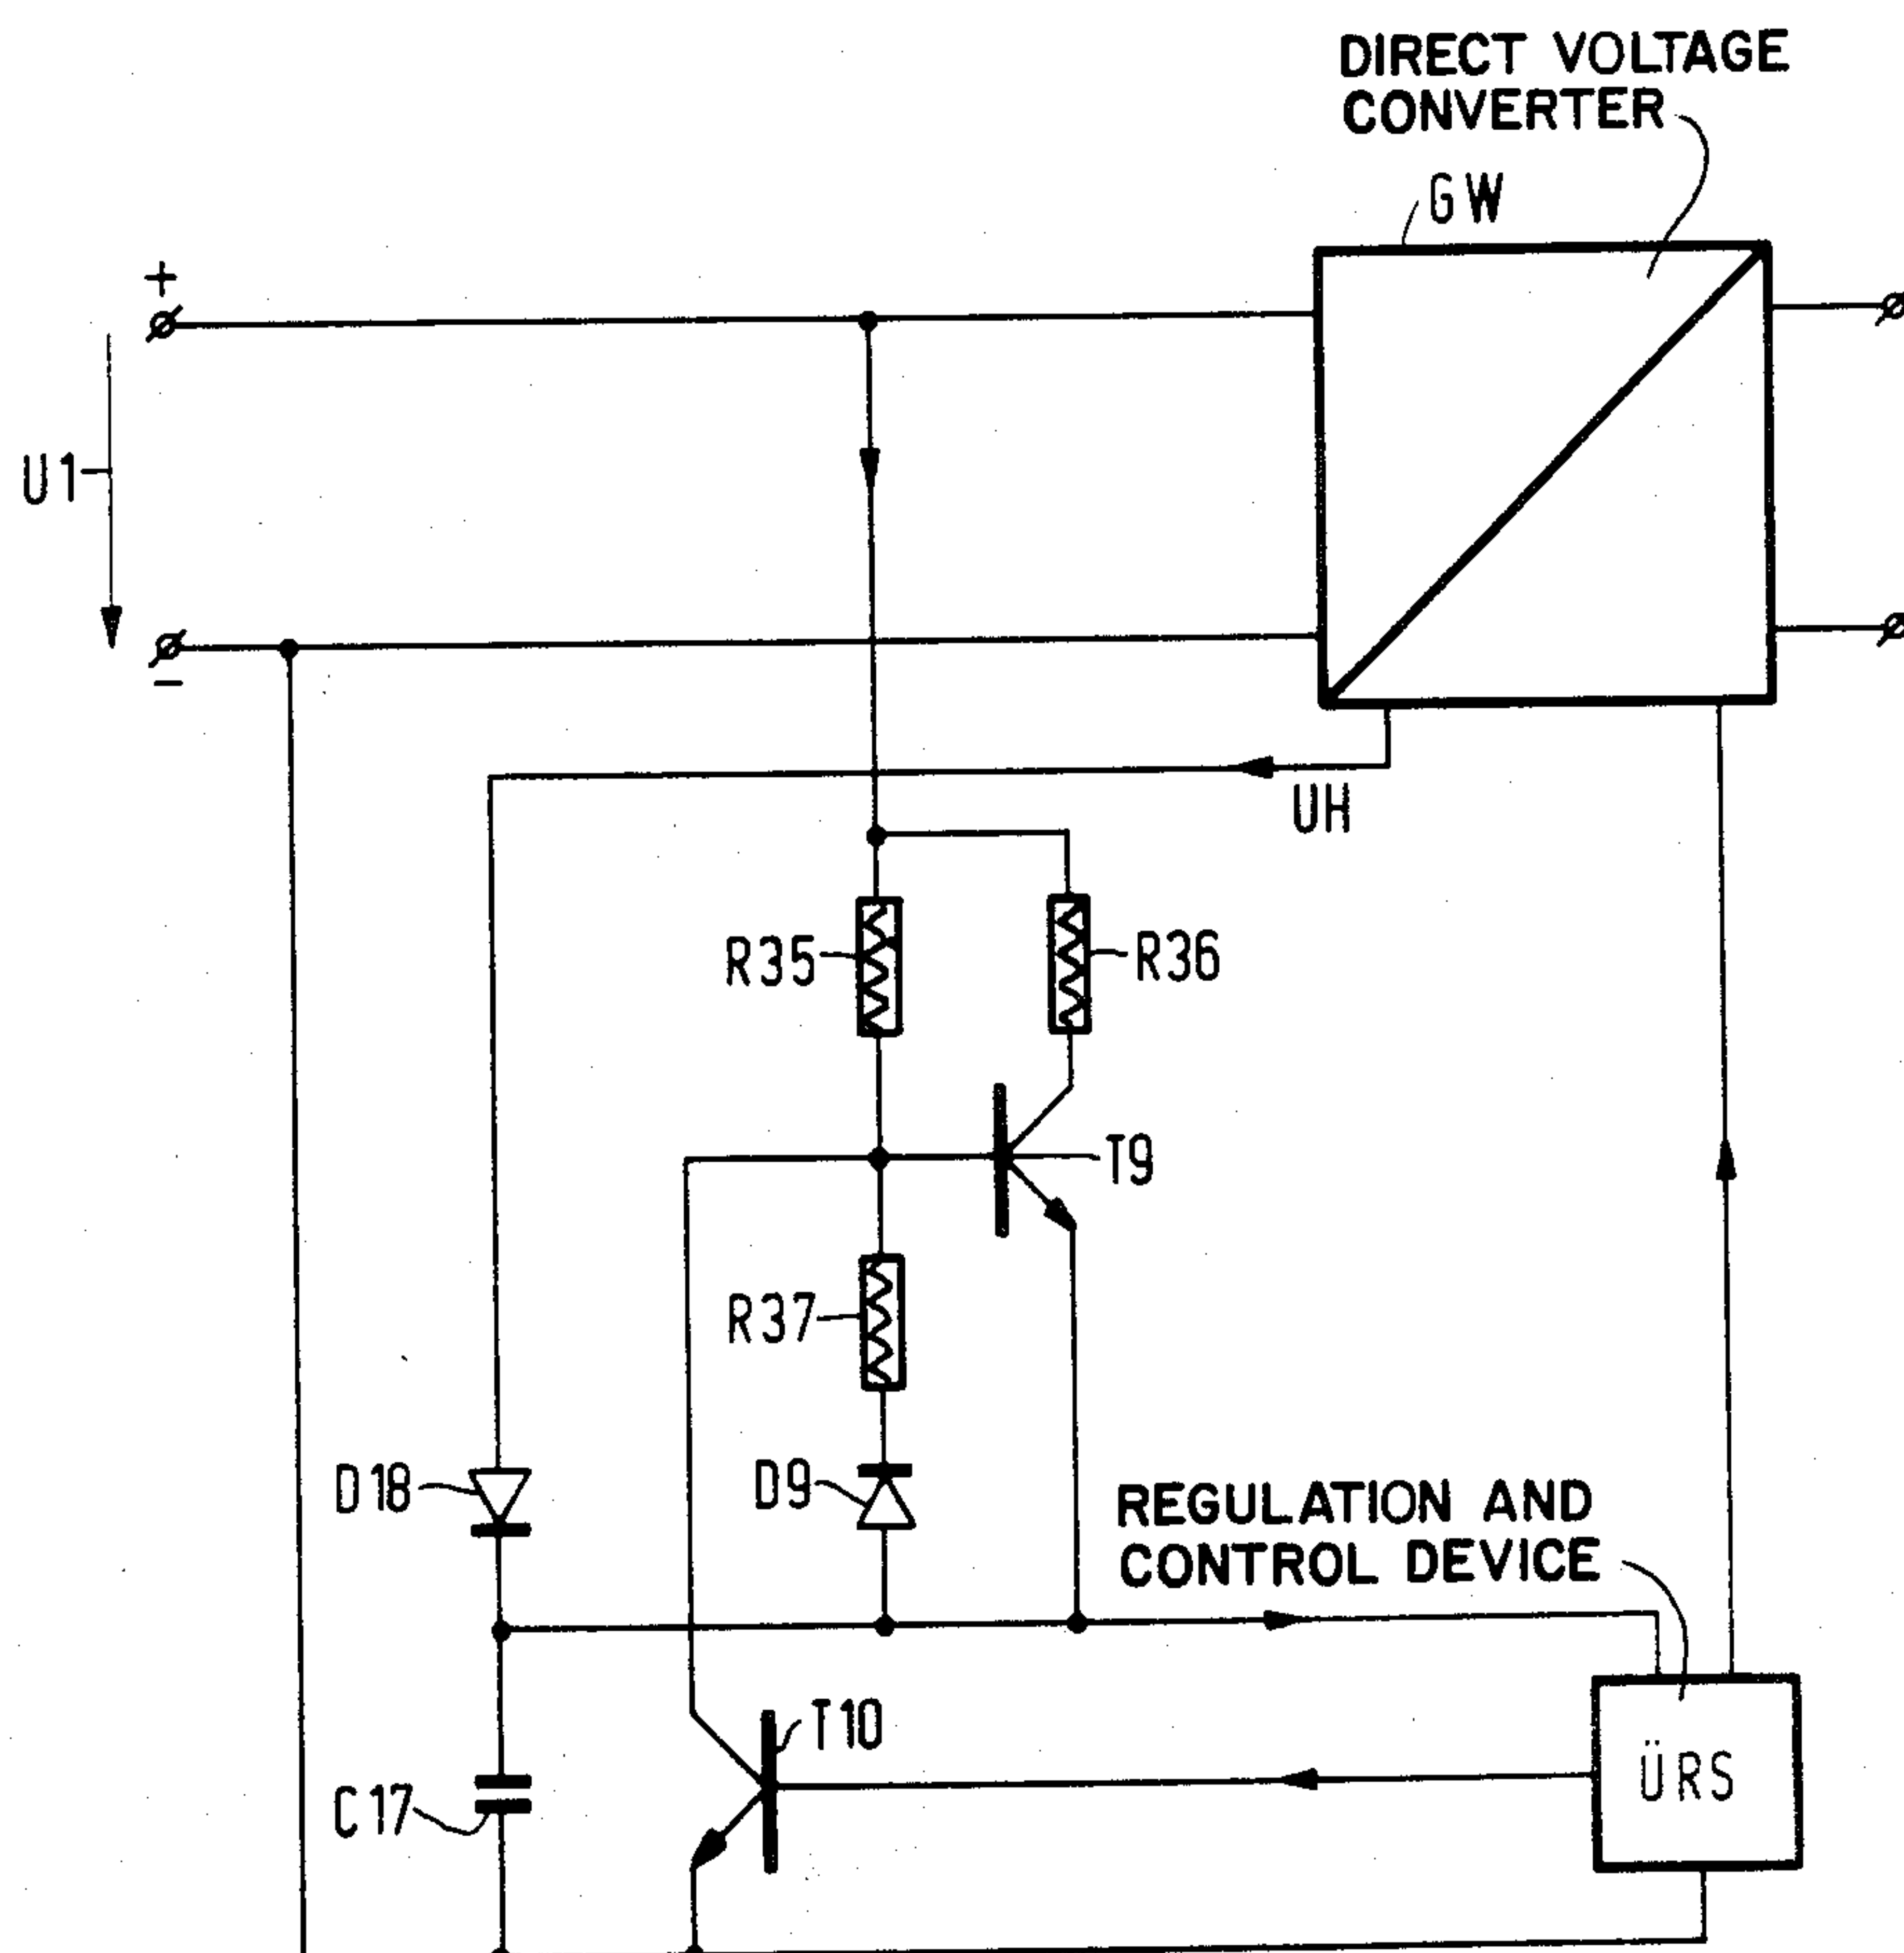 DIRECT VOLTAGE
CONVERTER
GW
+
U1
−
UH
R35
R36
T9
R37
D18
D9
REGULATION AND
CONTROL DEVICE
T10
C17
ÜRS